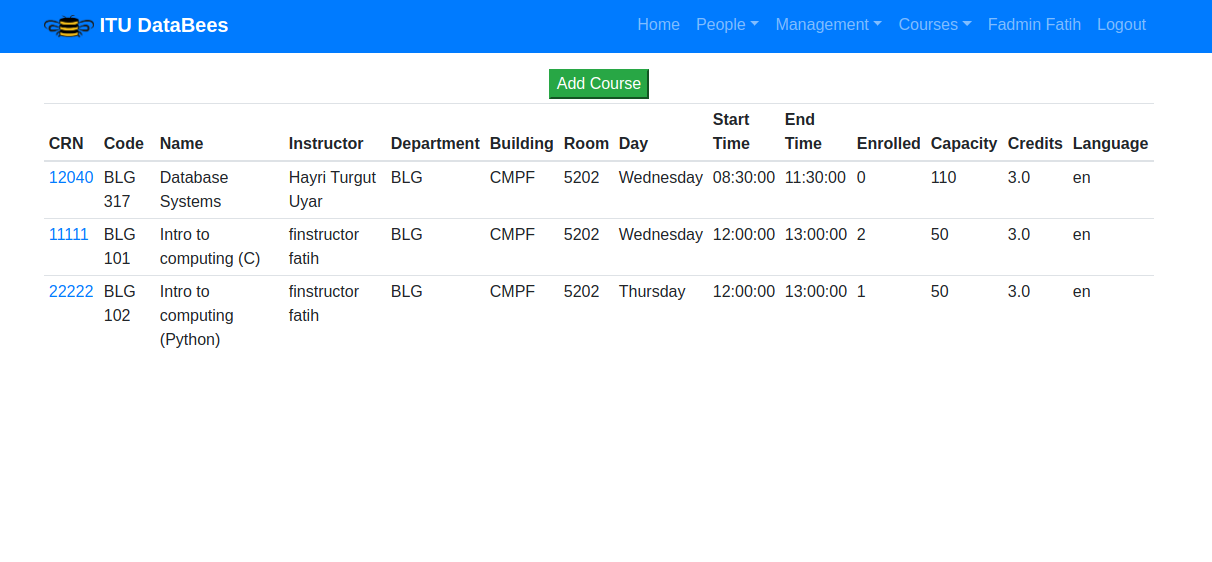 ITU DataBees Home People Management Courses Fadmin Fatih Logout
Add Course
Start End
CRN Code Name Instructor Department Building Room Day Time Time Enrolled Capacity Credits Language
12040 BLG Database Hayri Turgut BLG CMPF 5202 Wednesday 08:30:00 11:30:00 0 110 3.0 en
317 Systems Uyar
11111 BLG Intro to finstructor BLG CMPF 5202 Wednesday 12:00:00 13:00:00 2 50 3.0 en
101 computing (C) fatih
22222 BLG Intro to finstructor BLG CMPF 5202 Thursday 12:00:00 13:00:00 1 50 3.0 en
102 computing fatih
(Python)